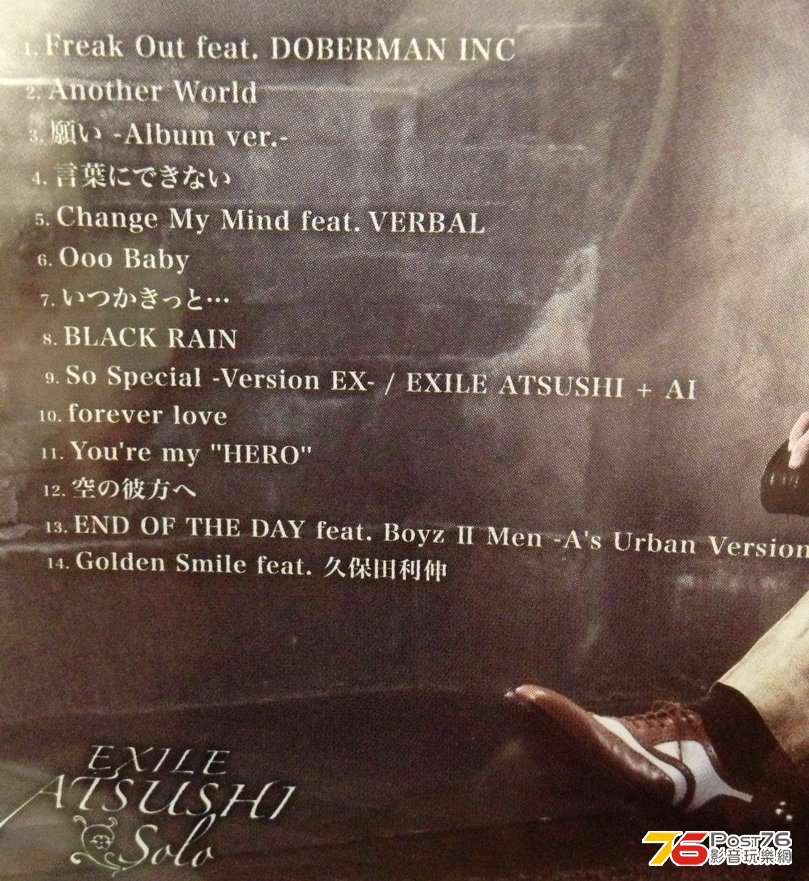 1. Freak Out feat. DOBERMAN INC
2. Another World
3. 願い -Album ver.-
4. 言葉にできない
5. Change My Mind feat. VERBAL
6. Ooo Baby
7. いつかきっと…
8. BLACK RAIN
9. So Special -Version EX- / EXILE ATSUSHI + AI
10. forever love
11. You're my "HERO"
12. 空の彼方へ
13. END OF THE DAY feat. Boyz II Men -A's Urban Version
14. Golden Smile feat. 久保田利伸
EXILE
ATSUSHI
Solo
76 Post76
影音玩樂網